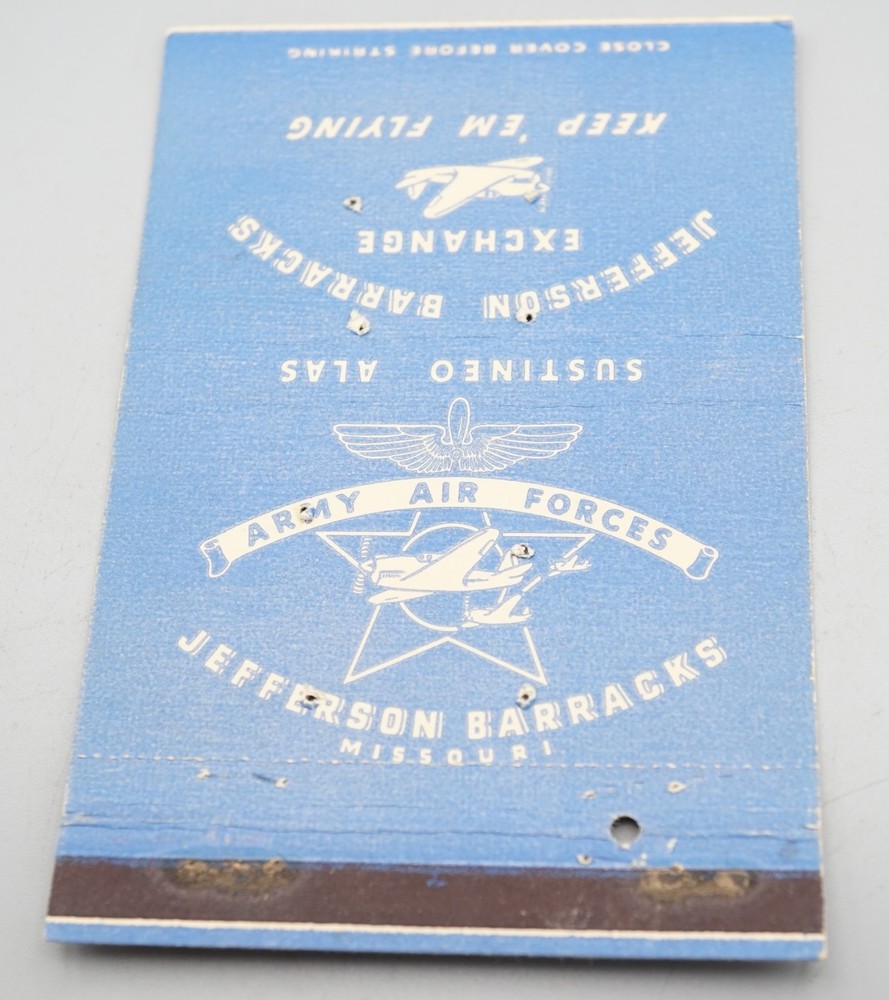 ARMY AIR FORCES
JEFFERSON BARRACKS
MISSOURI
SUSTINEO ALAS
JEFFERSON BARRACKS
EXCHANGE
KEEP 'EM FLYING
CLOSE COVER BEFORE STRIKING